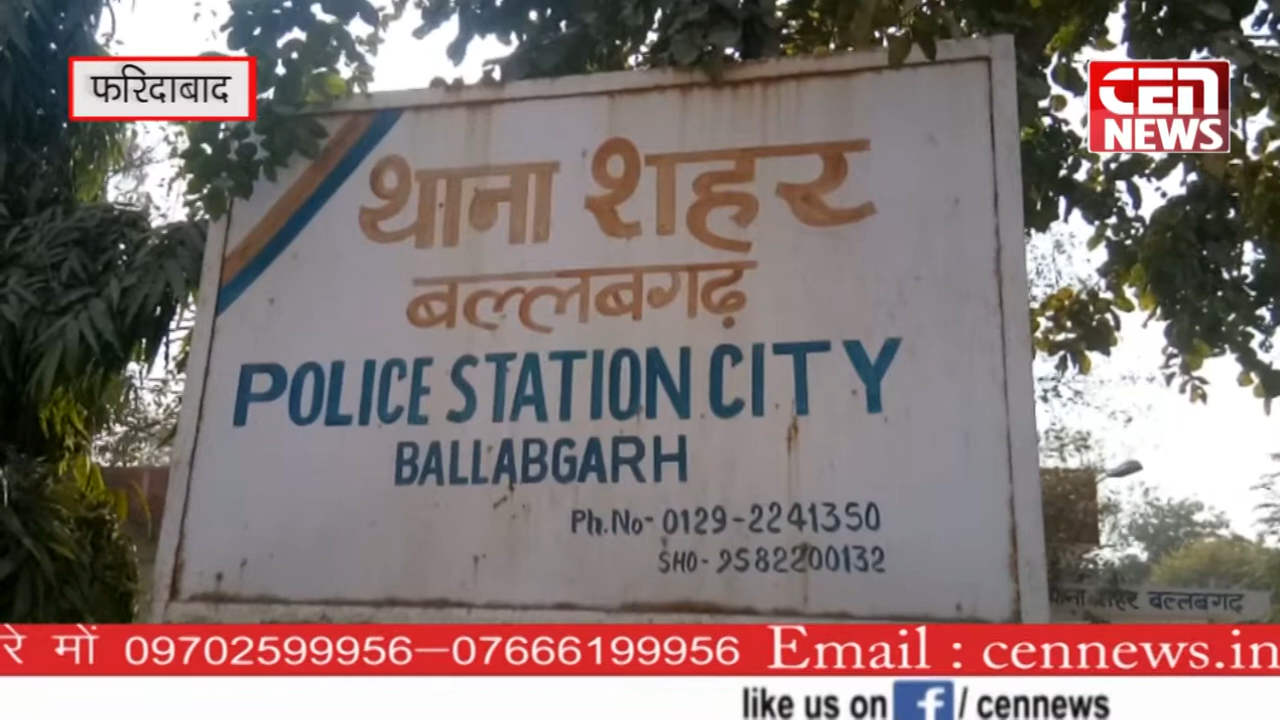 फरिदाबाद
CEN
NEWS
थाना शहर
बल्लबगढ़
POLICE STATION CITY
BALLABGARH
Ph.No- 0129-2241350
SHO- 9582200132
शहर बल्लबगढ़
रे में 09702599956–07666199956 Email : cennews.in
like us on f / cennews